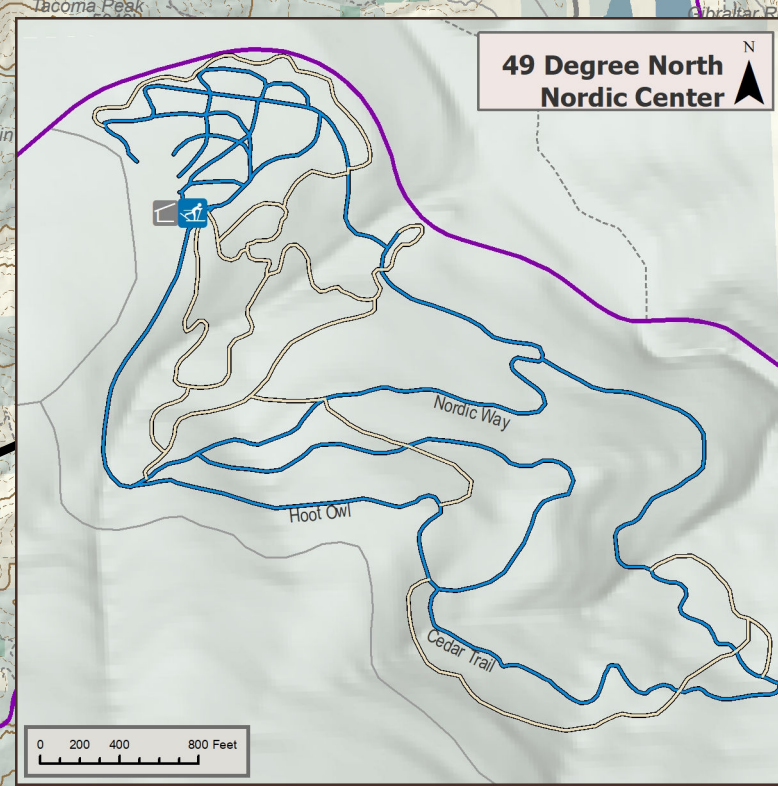 Tacoma Peak
49 Degree North
Nordic Center
N
Nordic Way
Hoot Owl
Cedar Trail
0 200 400 800 Feet